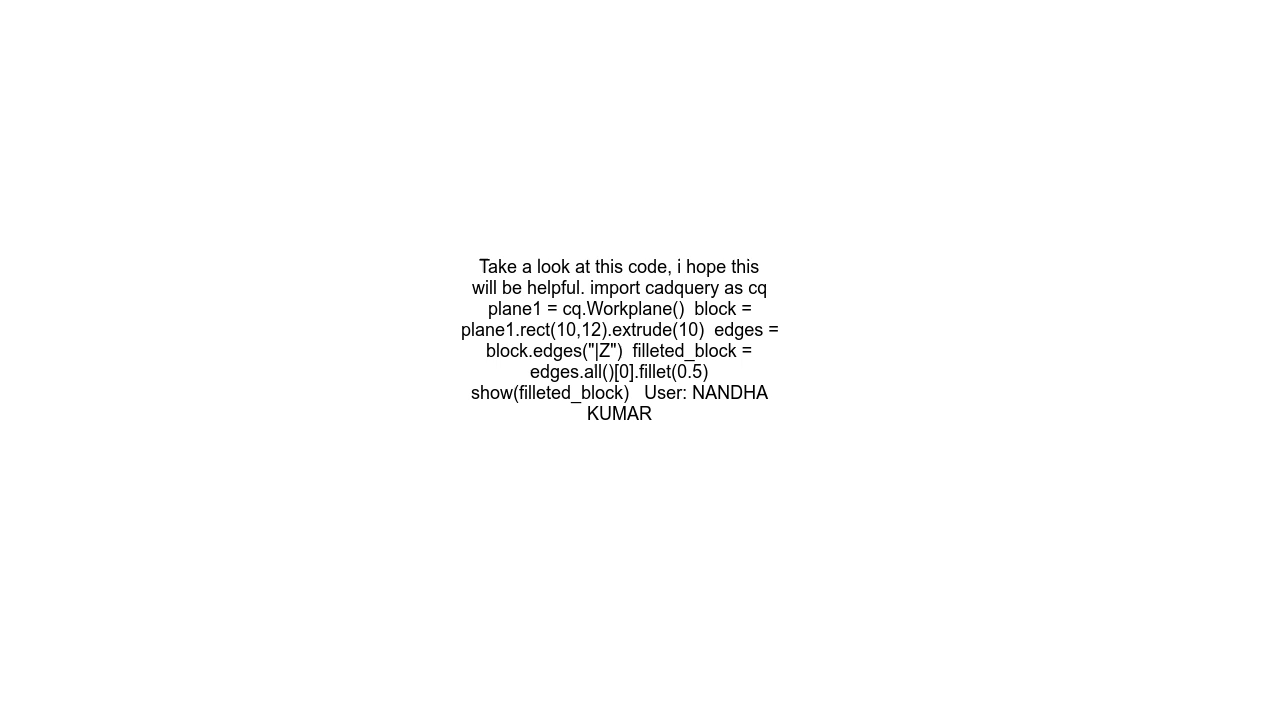 Take a look at this code, i hope this
will be helpful. import cadquery as cq
plane1 = cq.Workplane()  block =
plane1.rect(10,12).extrude(10)  edges =
block.edges("|Z")  filleted_block =
edges.all()[0].fillet(0.5)
show(filleted_block)   User: NANDHA
KUMAR